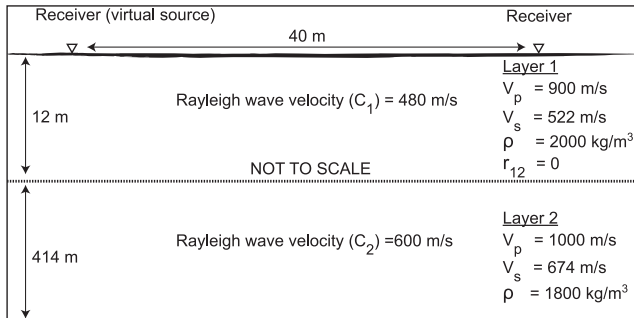 Receiver (virtual source)
Receiver
40 m
12 m
Rayleigh wave velocity (C₁) = 480 m/s
Layer 1
Vₚ = 900 m/s
Vₛ = 522 m/s
ρ = 2000 kg/m³
r₁₂ = 0
NOT TO SCALE
414 m
Rayleigh wave velocity (C₂) =600 m/s
Layer 2
Vₚ = 1000 m/s
Vₛ = 674 m/s
ρ = 1800 kg/m³